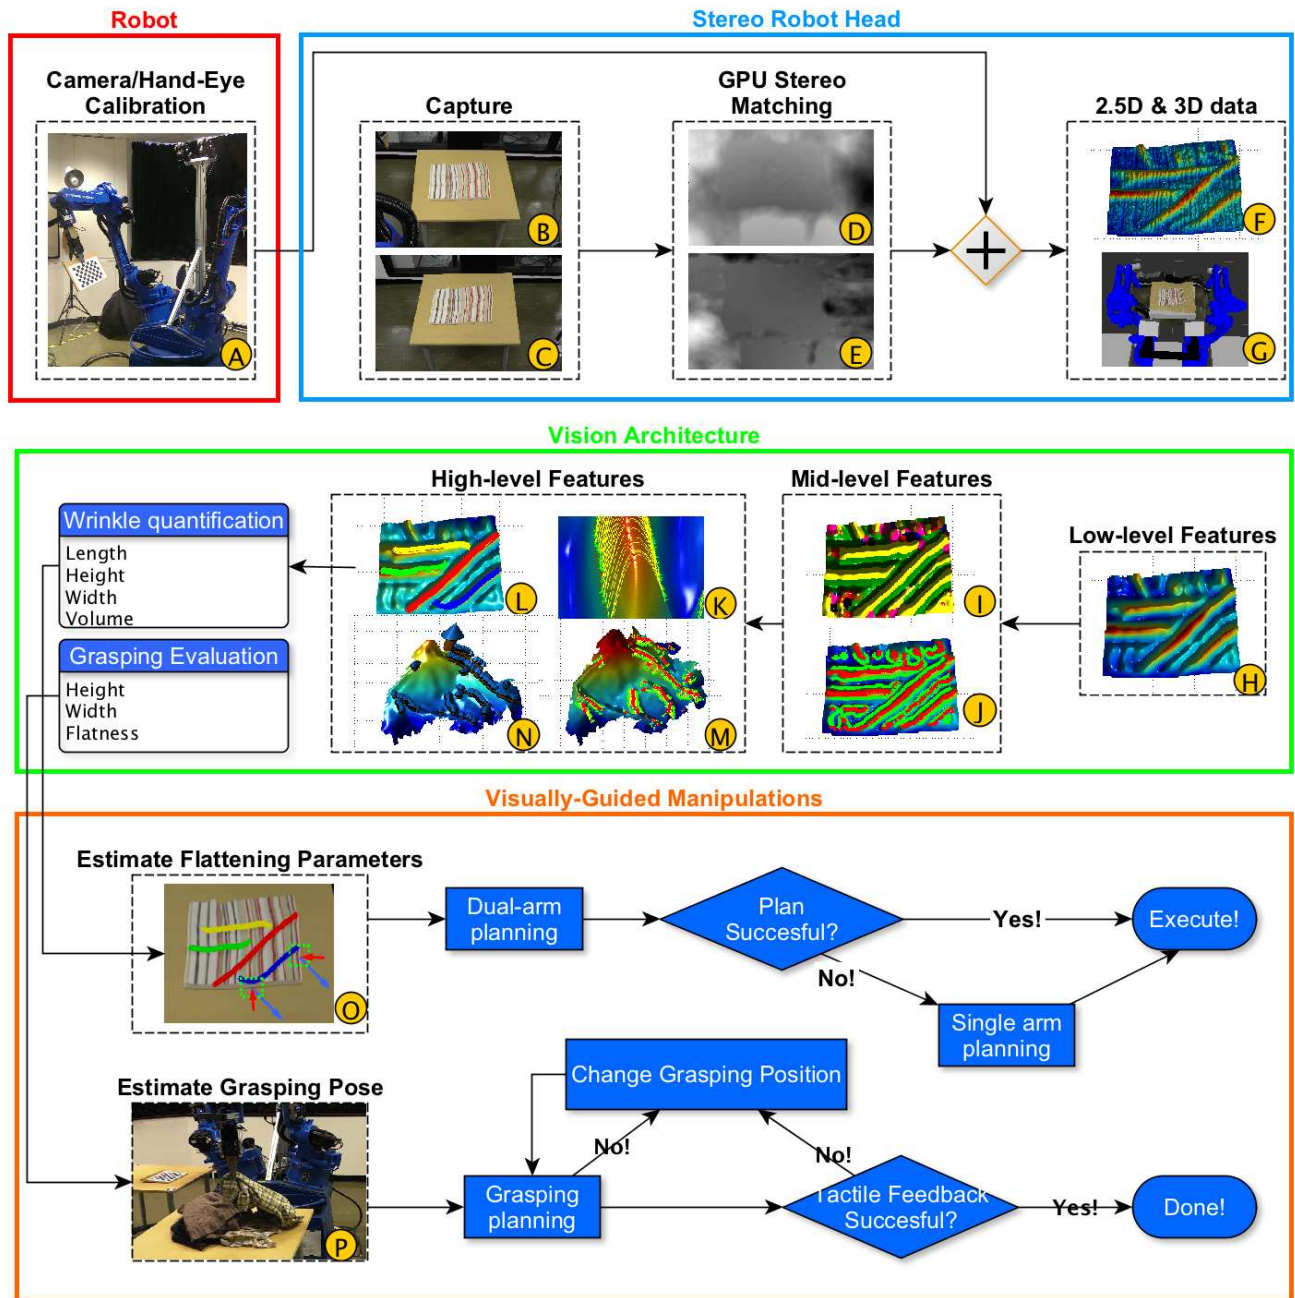 Robot
Stereo Robot Head
Camera/Hand-Eye
Calibration
Capture
GPU Stereo
Matching
2.5D & 3D data
A
B
C
D
E
F
G
Vision Architecture
High-level Features
Mid-level Features
Low-level Features
Wrinkle quantification
Length
Height
Width
Volume
Grasping Evaluation
Height
Width
Flatness
L
K
N
M
I
J
H
Visually-Guided Manipulations
Estimate Flattening Parameters
O
Dual-arm
planning
Plan
Succesful?
Yes!
Execute!
No!
Single arm
planning
Estimate Grasping Pose
P
Change Grasping Position
No!
No!
Grasping
planning
Tactile Feedback
Succesful?
Yes!
Done!